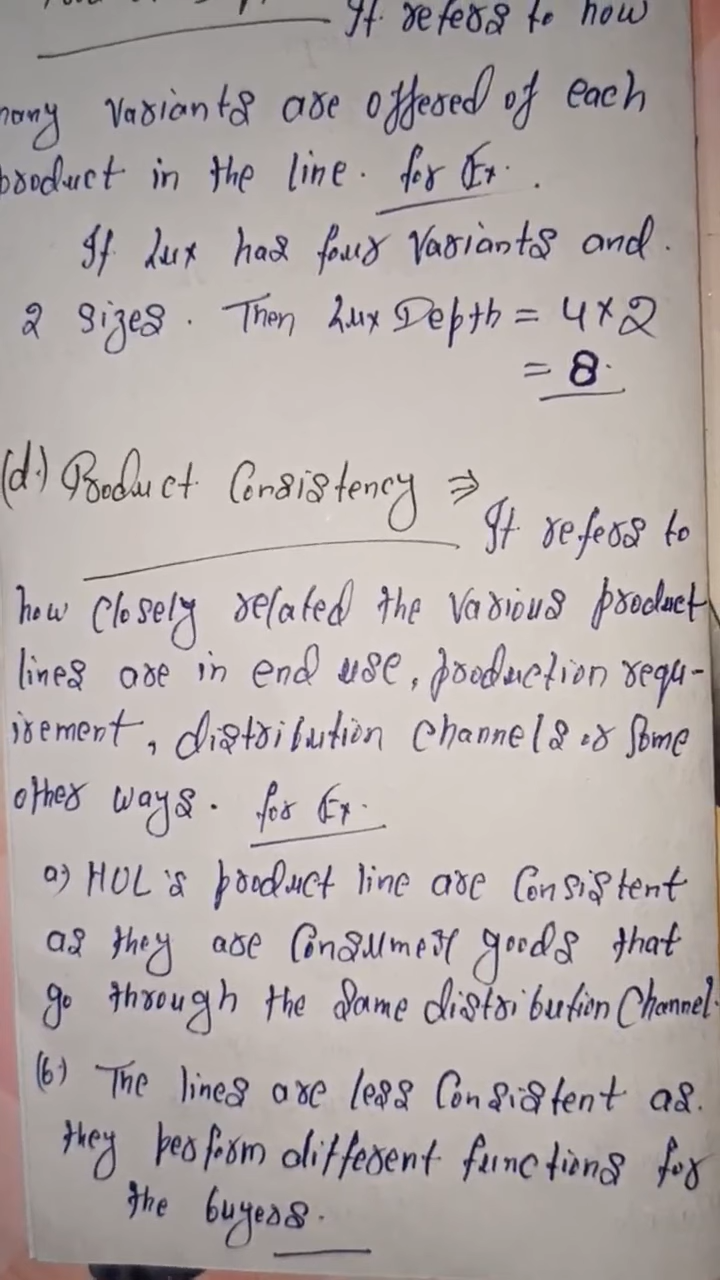 It refers to how
many variants are offered of each
product in the line. for Ex..
If Lux has four variants and.
2 sizes. Then Lux Depth = 4×2
= 8.
(d.) Product Consistency ⇒
It refers to
how closely related the various product
lines are in end use, production requ-
irement, distribution channels or Some
other ways. for Ex.
a) HUL's product line are Consistent
as they are Consumer goods that
go through the Same distribution Channel.
(b) The lines are less Consistent as.
they perform different functions for
the buyers.